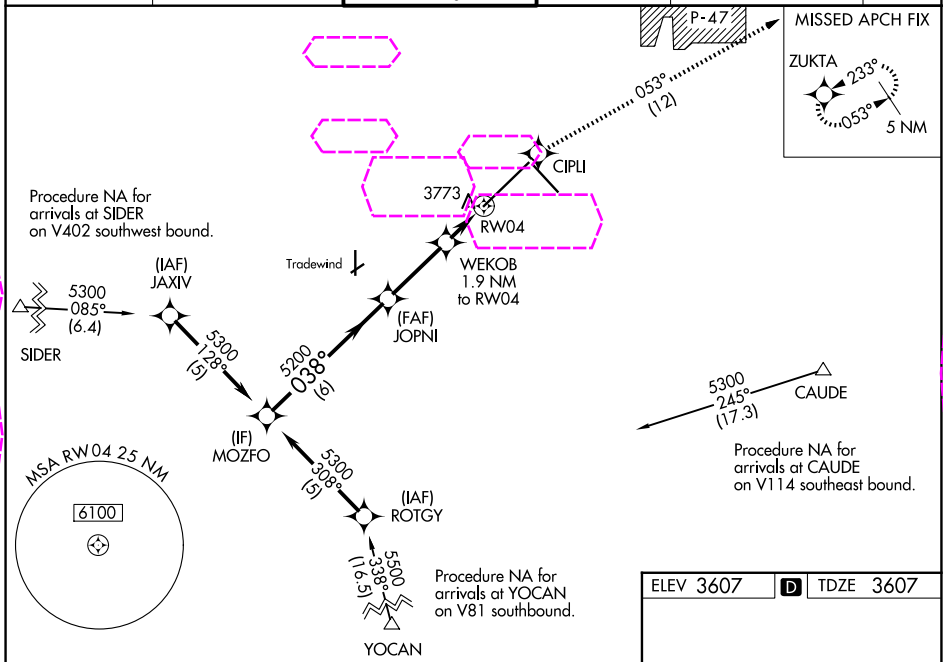 P-47
MISSED APCH FIX
ZUKTA
233°
053°
5 NM
053°
(12)
CIPLI
3773
RW04
Procedure NA for
arrivals at SIDER
on V402 southwest bound.
Tradewind
WEKOB
1.9 NM
to RW04
(IAF)
JAXIV
5300
085°
(6.4)
SIDER
(FAF)
JOPNI
5300
128°
(5)
5200
038°
(6)
(IF)
MOZFO
5300
245°
(17.3)
CAUDE
Procedure NA for
arrivals at CAUDE
on V114 southeast bound.
MSA RW04 25 NM
6100
5300
308°
(5)
(IAF)
ROTGY
5500
338°
(16.5)
Procedure NA for
arrivals at YOCAN
on V81 southbound.
YOCAN
ELEV 3607 D TDZE 3607